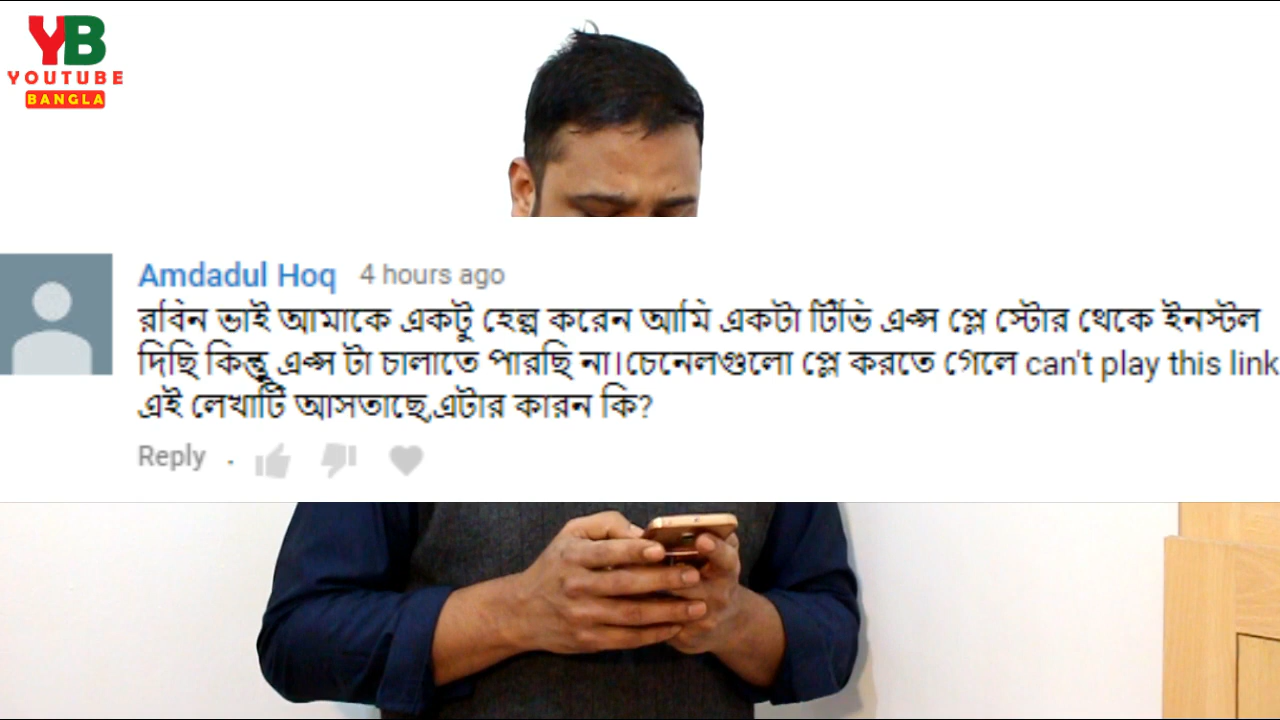 YB
YOUTUBE
BANGLA
Amdadul Hoq 4 hours ago
রবিন ভাই আমাকে একটু হেল্প করেন আমি একটা টিভি এপ্স প্লে স্টোর থেকে ইনস্টল
দিছি কিন্তু এপ্স টা চালাতে পারছি না।চেনেলগুলো প্লে করতে গেলে can't play this link
এই লেখাটি আসতাছে,এটার কারন কি?
Reply .